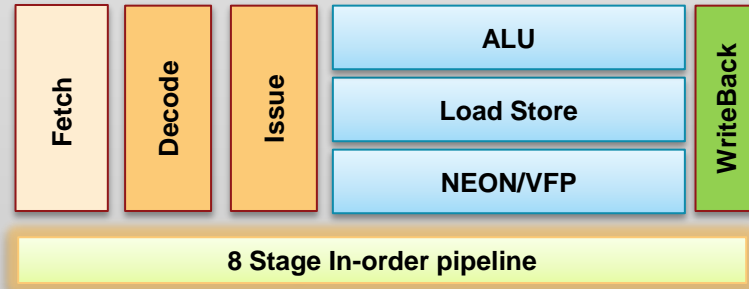 Fetch
Decode
Issue
ALU
Load Store
NEON/VFP
WriteBack
8 Stage In-order pipeline